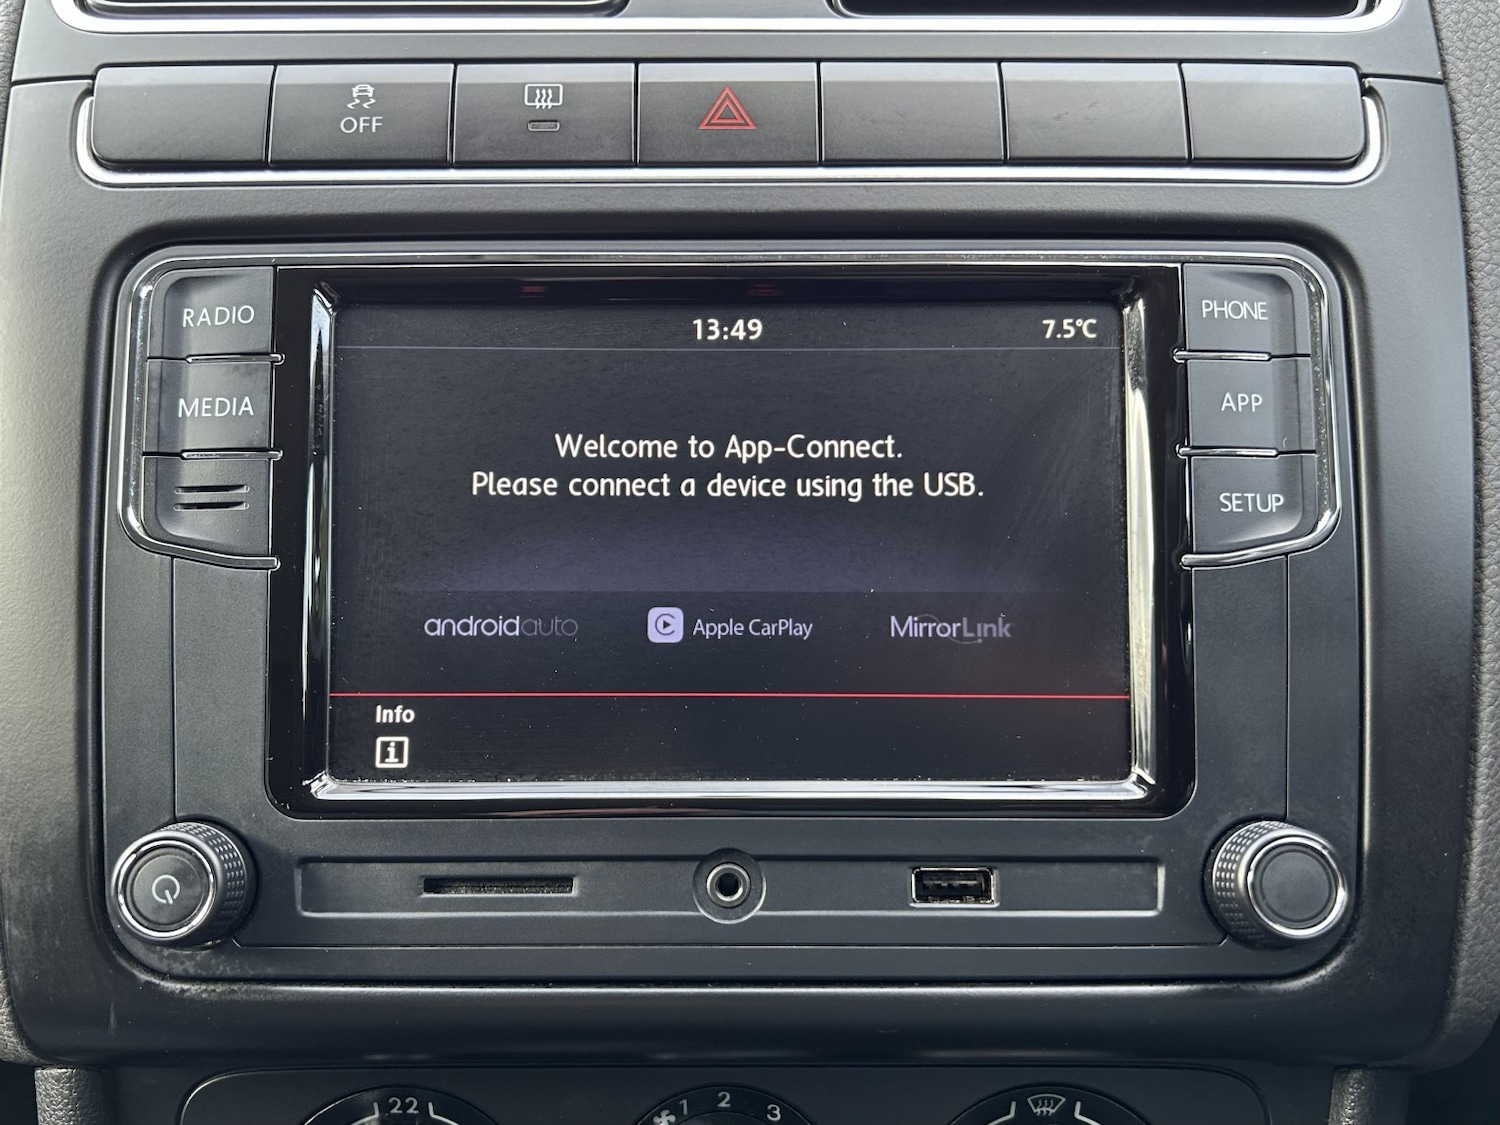 OFF
RADIO
MEDIA
PHONE
APP
SETUP
13:49
7.5°C
Welcome to App-Connect.
Please connect a device using the USB.
androidauto
Apple CarPlay
MirrorLink
Info
i
22
1 2 3